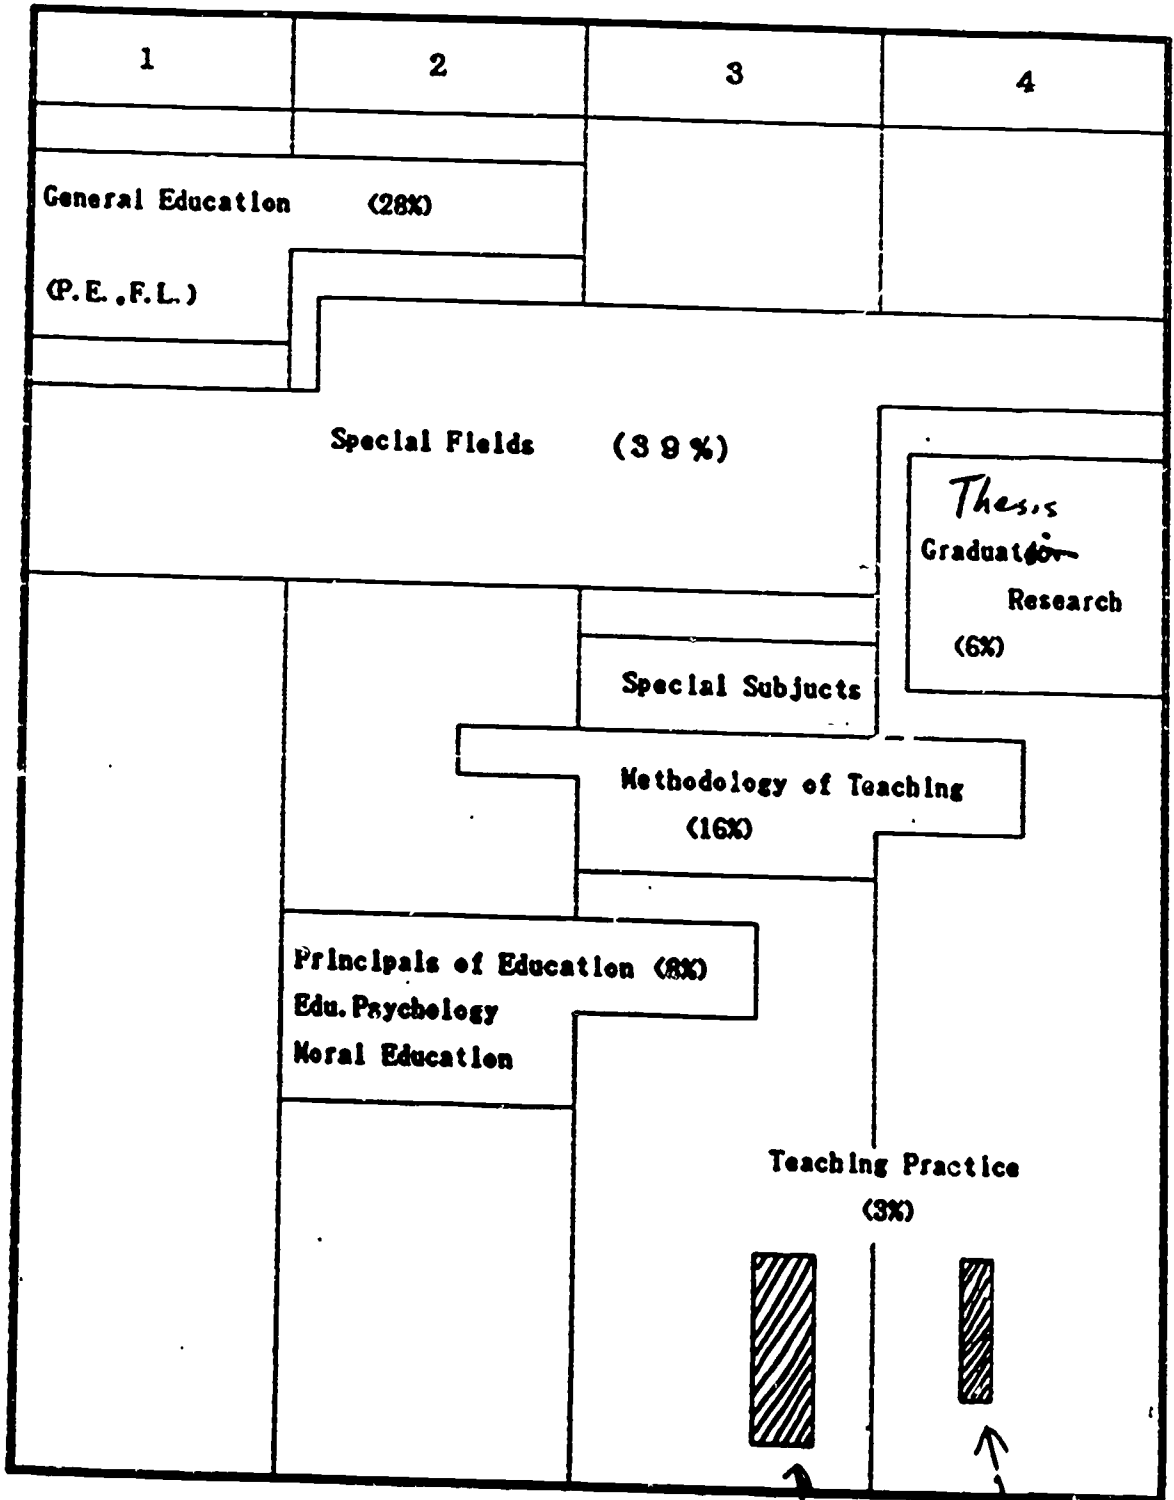 1 2 3 4
General Education (28%)
(P.E.,F.L.)
Special Fields (39%)
Thesis
Graduation
Research
(6%)
Special Subjucts
Methodology of Teaching
(16%)
Principals of Education (8%)
Edu.Psychology
Moral Education
Teaching Practice
(3%)